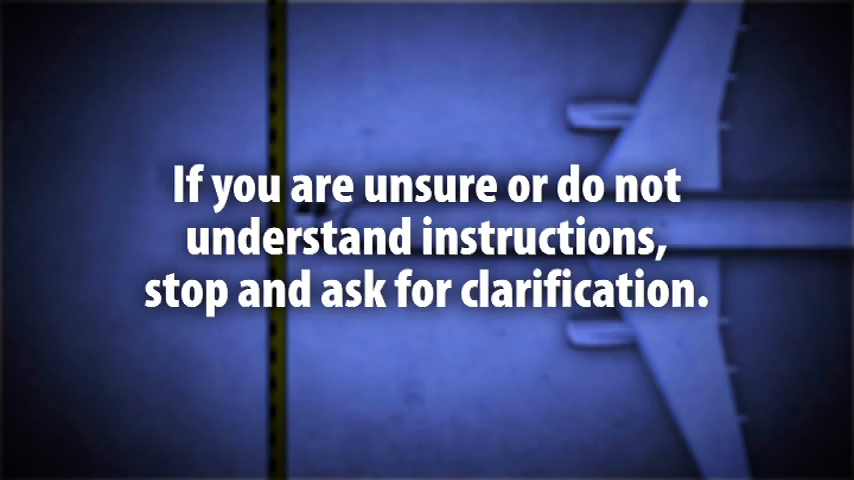 If you are unsure or do not
understand instructions,
stop and ask for clarification.